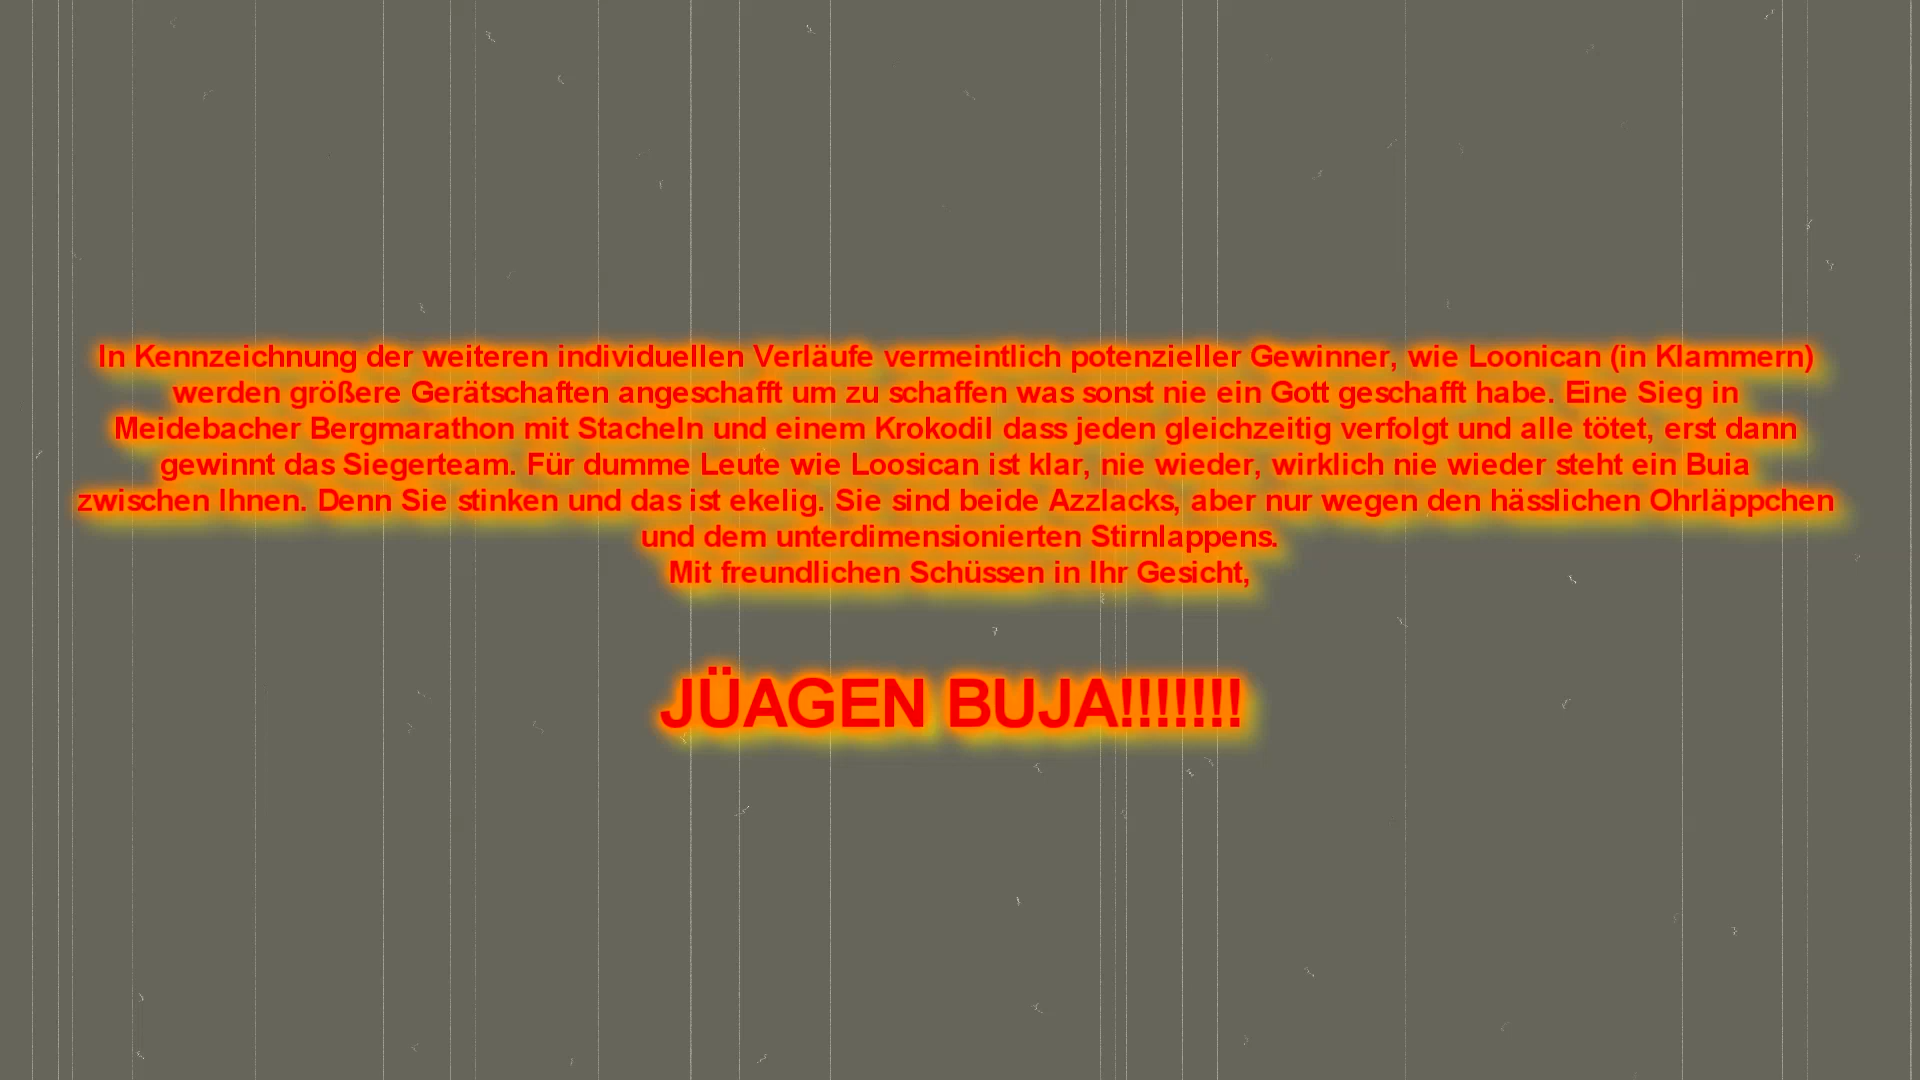 In Kennzeichnung der weiteren individuellen Verläufe vermeintlich potenzieller Gewinner, wie Loonican (in Klammern)
werden größere Gerätschaften angeschafft um zu schaffen was sonst nie ein Gott geschafft habe. Eine Sieg in
Meidebacher Bergmarathon mit Stacheln und einem Krokodil dass jeden gleichzeitig verfolgt und alle tötet, erst dann
gewinnt das Siegerteam. Für dumme Leute wie Loosican ist klar, nie wieder, wirklich nie wieder steht ein Buia
zwischen Ihnen. Denn Sie stinken und das ist ekelig. Sie sind beide Azzlacks, aber nur wegen den hässlichen Ohrläppchen
und dem unterdimensionierten Stirnlappens.
Mit freundlichen Schüssen in Ihr Gesicht,
JÜAGEN BUJA!!!!!!!